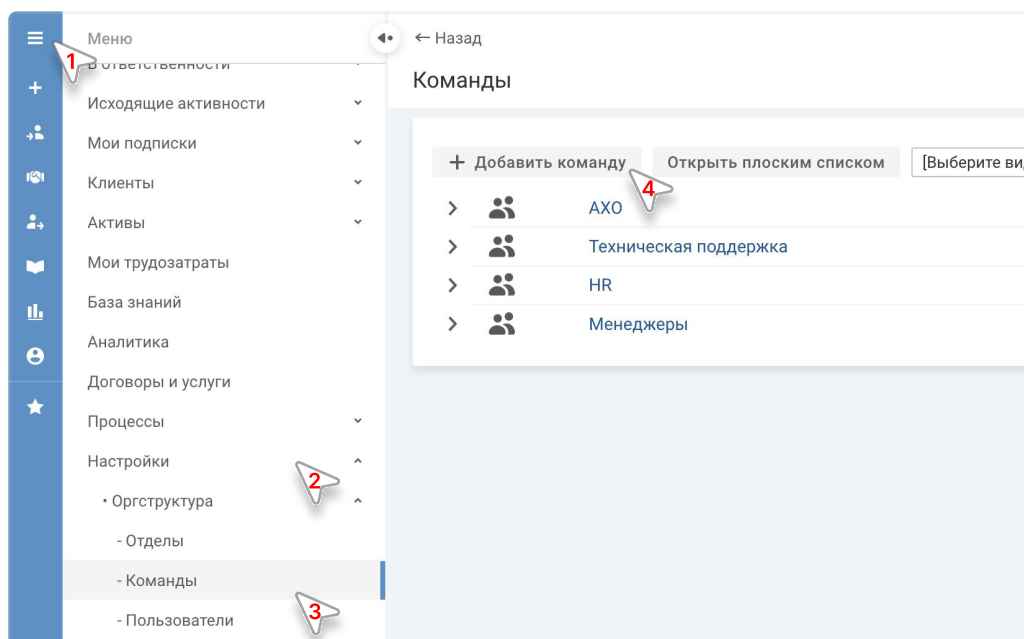 Меню
1
В ответственности
Исходящие активности
Мои подписки
Клиенты
Активы
Мои трудозатраты
База знаний
Аналитика
Договоры и услуги
Процессы
Настройки
2
• Оргструктура
- Отделы
- Команды
3
- Пользователи
← Назад
Команды
+ Добавить команду
4
Открыть плоским списком
[Выберите ви
АХО
Техническая поддержка
HR
Менеджеры